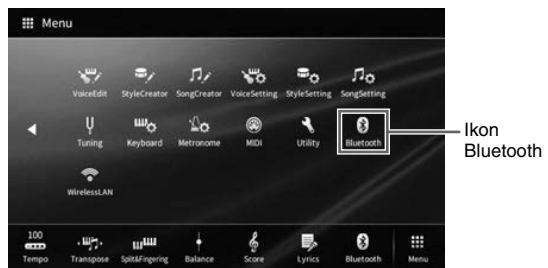 Menu
VoiceEdit StyleCreator SongCreator VoiceSetting StyleSetting SongSetting
Tuning Keyboard Metronome MIDI Utility Bluetooth
Ikon
Bluetooth
WirelessLAN
100
Tempo Transpose Split&Fingering Balance Score Lyrics Bluetooth Menu